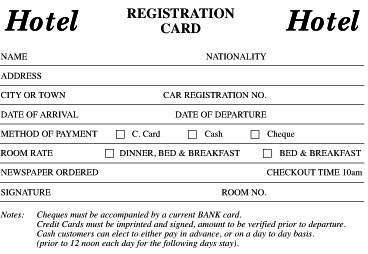 Hotel REGISTRATION CARD Hotel
NAME NATIONALITY
ADDRESS
CITY OR TOWN CAR REGISTRATION NO.
DATE OF ARRIVAL DATE OF DEPARTURE
METHOD OF PAYMENT C. Card Cash Cheque
ROOM RATE DINNER, BED & BREAKFAST BED & BREAKFAST
NEWSPAPER ORDERED CHECKOUT TIME 10am
SIGNATURE ROOM NO.
Notes: Cheques must be accompanied by a current BANK card.
Credit Cards must be imprinted and signed, amount to be verified prior to departure.
Cash customers can elect to either pay in advance, or on a day to day basis.
(prior to 12 noon each day for the following days stay).